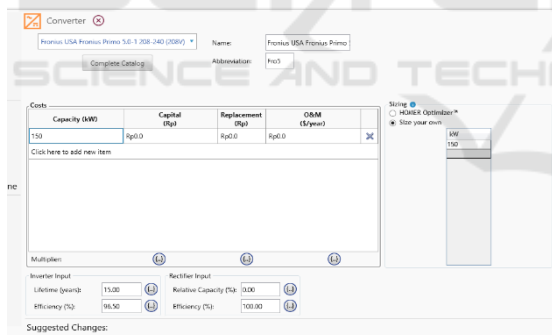 Converter
Fronius USA Fronius Primo 5.0-1 208-240 (208V)
Name:
Fronius USA Fronius Primo
Complete Catalog
Abbreviation:
Fro5
SCIENCE AND TECH
Costs
Capacity (kW)
Capital (Rp)
Replacement (Rp)
O&M ($/year)
150
Rp0.0
Rp0.0
Rp0.0
Click here to add new item
Multiplier:
(..)
(..)
(..)
Sizing
HOMER Optimizer™
Size your own
kW
150
ne
Inverter Input
Lifetime (years):
15.00
(..)
Efficiency (%):
96.50
(..)
Rectifier Input
Relative Capacity (%):
0.00
(..)
Efficiency (%):
100.00
(..)
Suggested Changes: